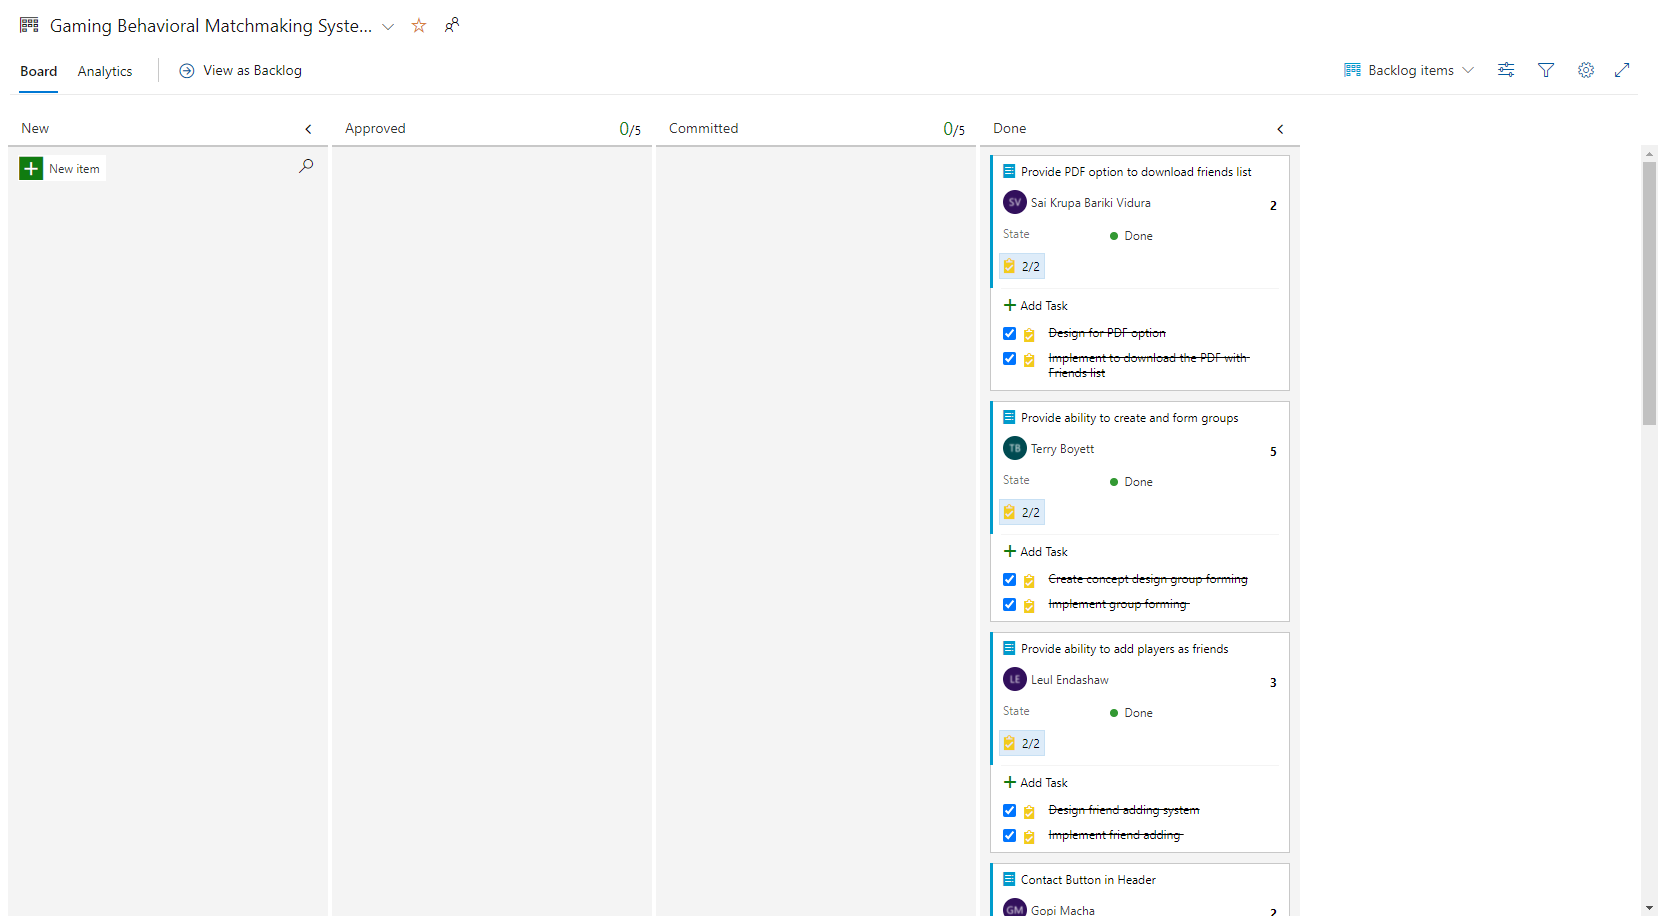 Gaming Behavioral Matchmaking Syste...
Board Analytics View as Backlog Backlog items
New Approved 0/5 Committed 0/5 Done
New item
Provide PDF option to download friends list
SV Sai Krupa Bariki Vidura 2
State Done
2/2
Add Task
Design for PDF option
Implement to download the PDF with
Friends list
Provide ability to create and form groups
TB Terry Boyett 5
State Done
2/2
Add Task
Create concept design group forming
Implement group forming
Provide ability to add players as friends
LE Leul Endashaw 3
State Done
2/2
Add Task
Design friend adding system
Implement friend adding
Contact Button in Header
GM Gopi Macha 2